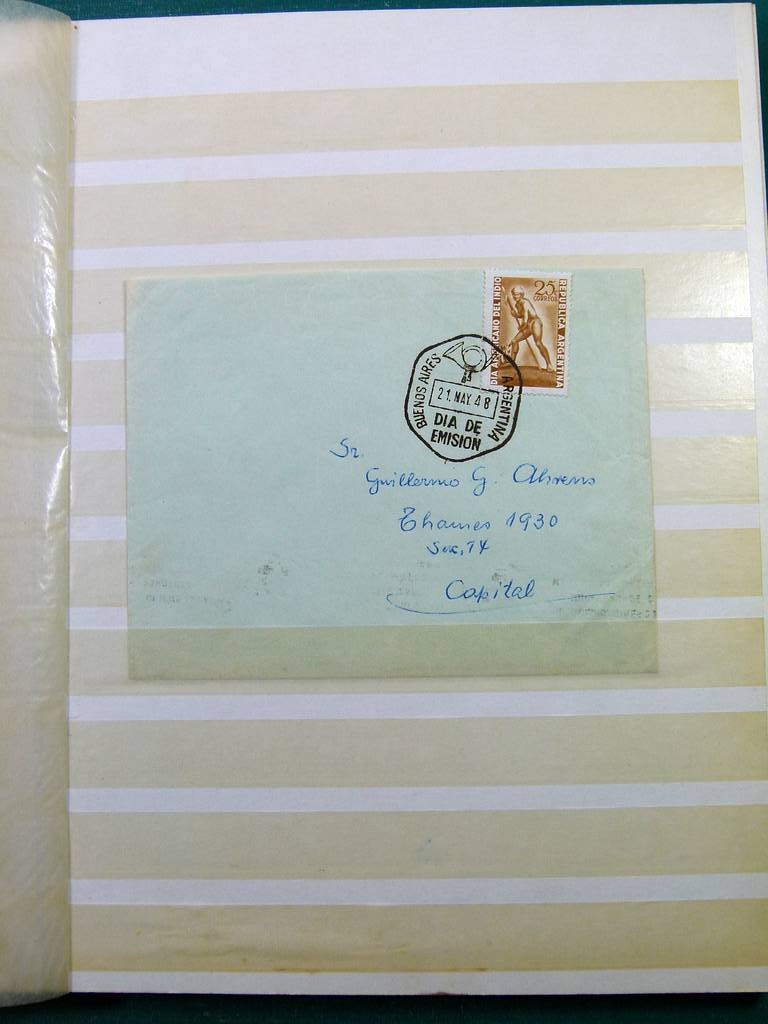 25c
CORREOS
DIA AMERICANO DEL INDIO
REPUBLICA ARGENTINA
BUENOS AIRES
ARGENTINA
21.MAY.48
DIA DE
EMISION
Sr.
Guillermo G. Ahrens
Thames 1930
Suc. 14
Capital